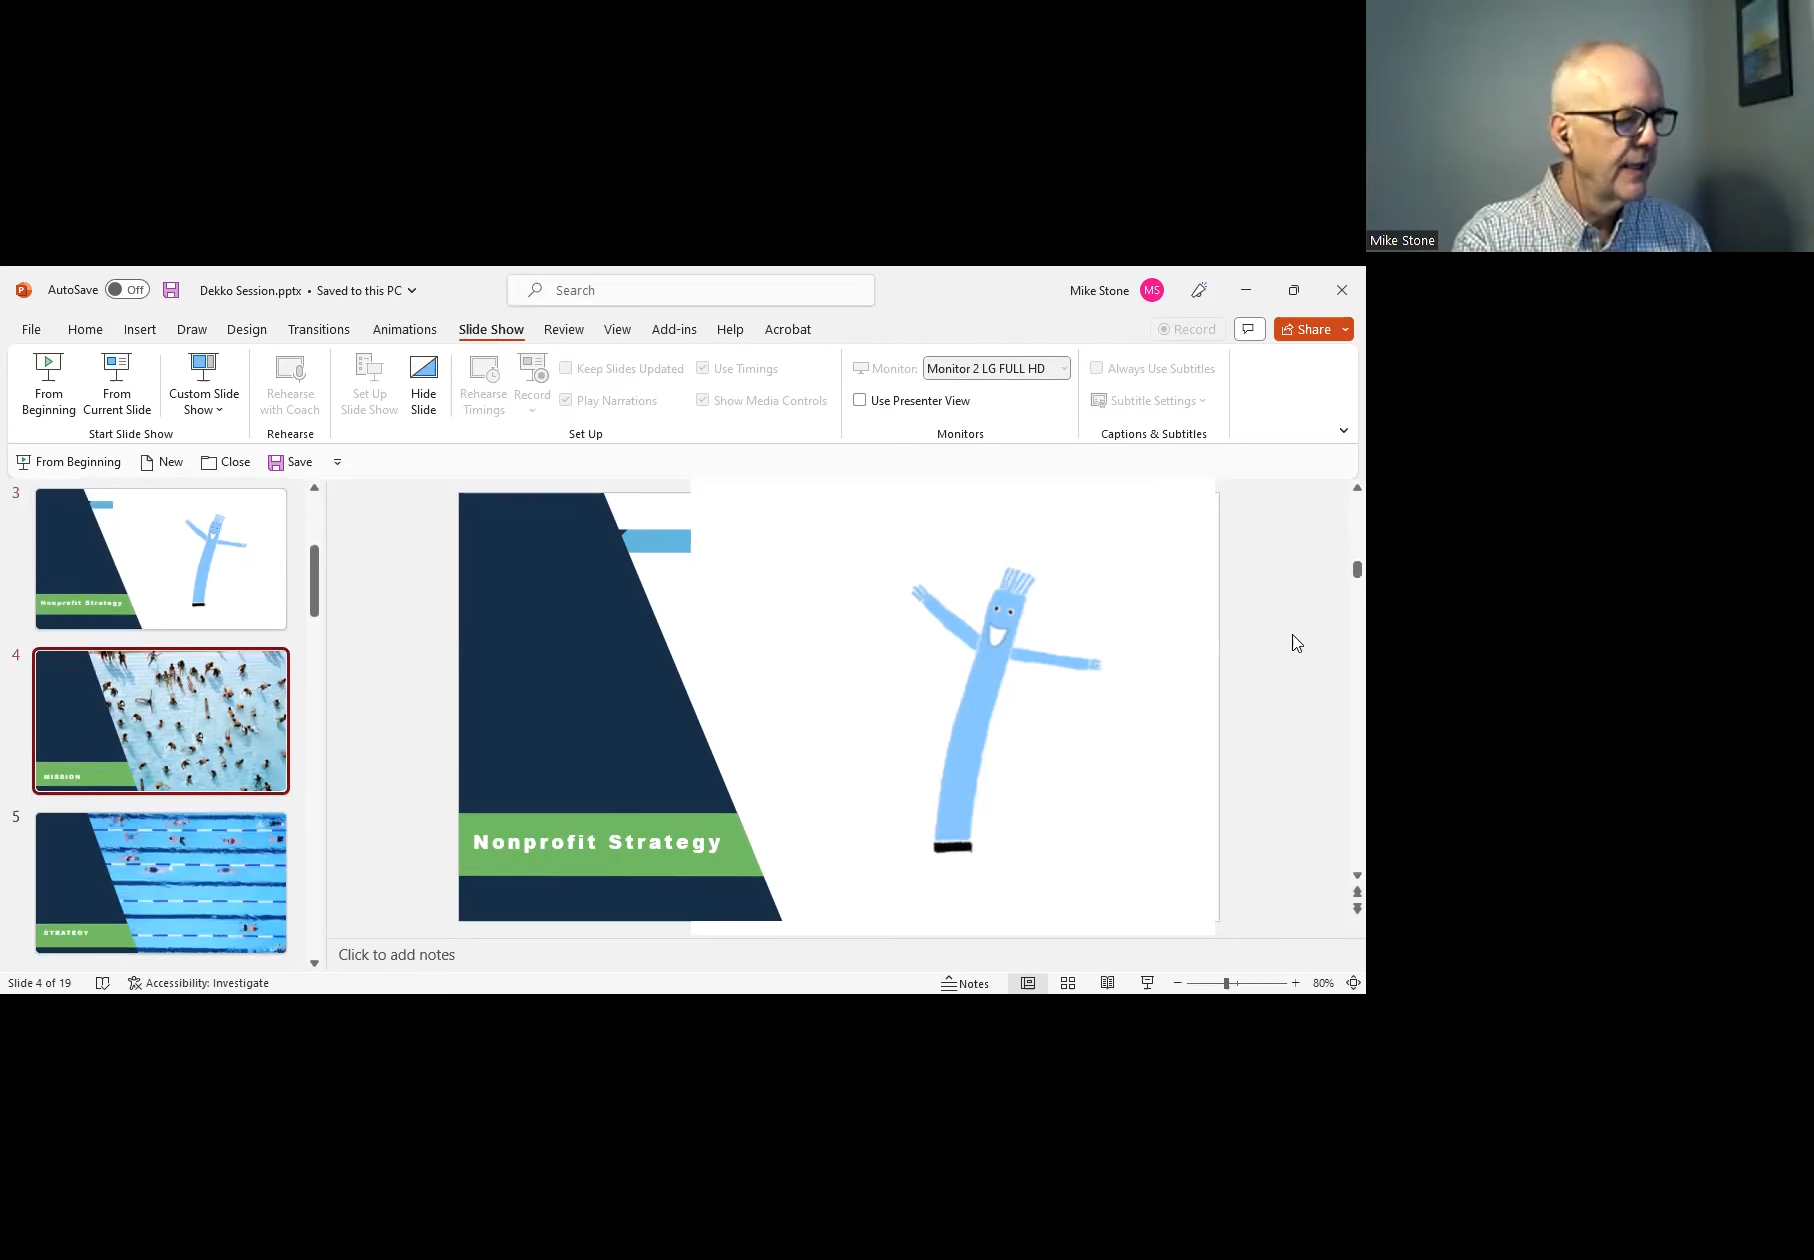 Mike Stone
AutoSave Off Dekko Session.pptx • Saved to this PC Search Mike Stone MS
File Home Insert Draw Design Transitions Animations Slide Show Review View Add-ins Help Acrobat Record Share
From Beginning
From Current Slide
Custom Slide Show
Start Slide Show
Rehearse with Coach
Rehearse
Set Up Slide Show
Hide Slide
Rehearse Timings
Record
Keep Slides Updated
Play Narrations
Use Timings
Show Media Controls
Set Up
Monitor: Monitor 2 LG FULL HD
Use Presenter View
Monitors
Always Use Subtitles
Subtitle Settings
Captions & Subtitles
From Beginning New Close Save
3
Nonprofit Strategy
4
MISSION
5
STRATEGY
Nonprofit Strategy
Click to add notes
Slide 4 of 19 Accessibility: Investigate Notes 80%